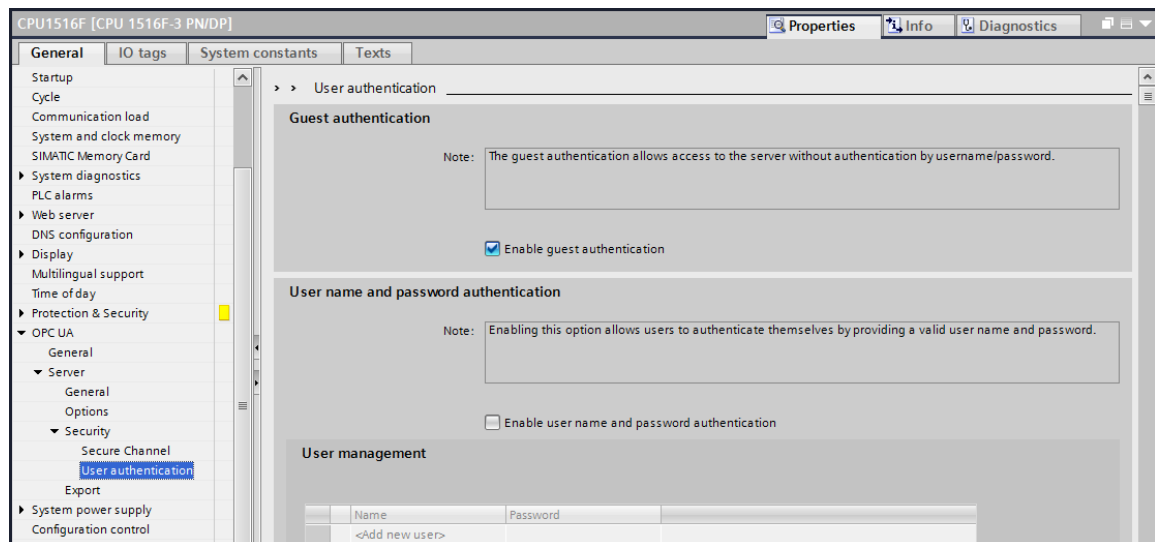 CPU1516F [CPU 1516F-3 PN/DP]
Properties
Info
Diagnostics
General
IO tags
System constants
Texts
Startup
Cycle
Communication load
System and clock memory
SIMATIC Memory Card
System diagnostics
PLC alarms
Web server
DNS configuration
Display
Multilingual support
Time of day
Protection & Security
OPC UA
General
Server
General
Options
Security
Secure Channel
User authentication
Export
System power supply
Configuration control
User authentication
Guest authentication
Note: The guest authentication allows access to the server without authentication by username/password.
Enable guest authentication
User name and password authentication
Note: Enabling this option allows users to authenticate themselves by providing a valid user name and password.
Enable user name and password authentication
User management
Name Password
<Add new user>